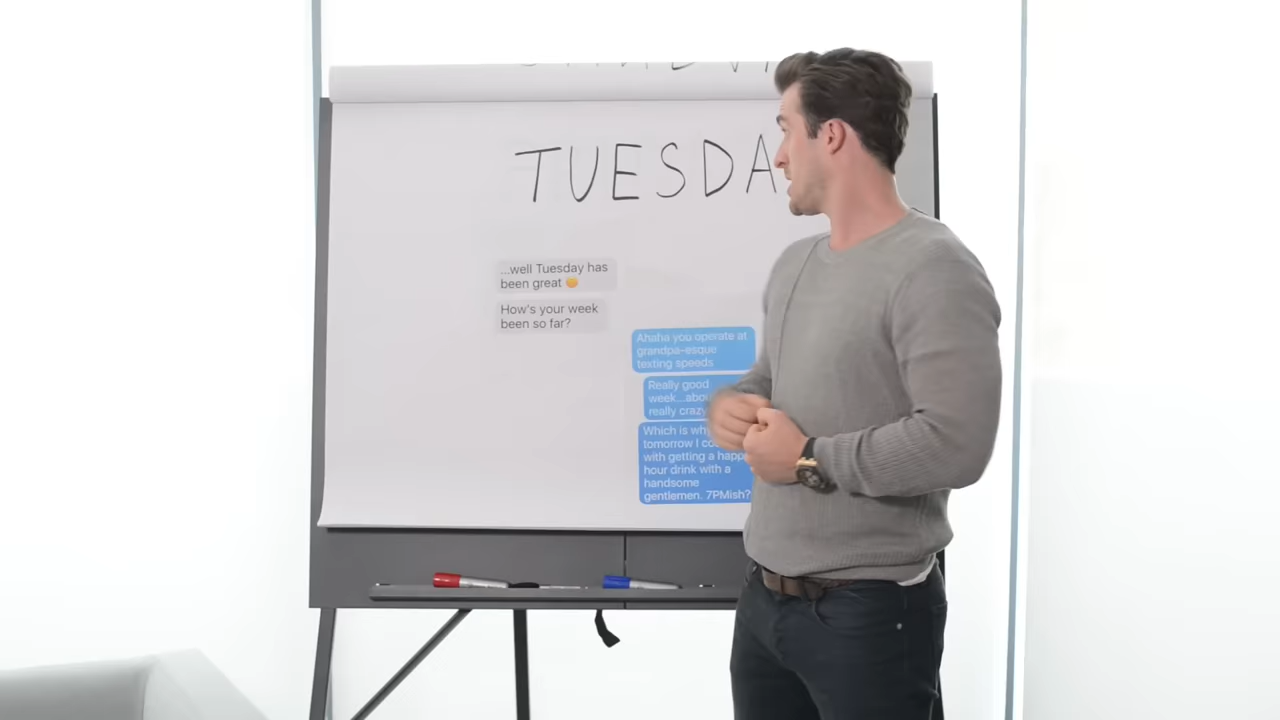 TUESDA
...well Tuesday has
been great
How's your week
been so far?
Ahaha you operate at
grandpa-esque
texting speeds
Really good
week...abou
really crazy
Which is why
tomorrow I co
with getting a happ
hour drink with a
handsome
gentlemen. 7PMish?